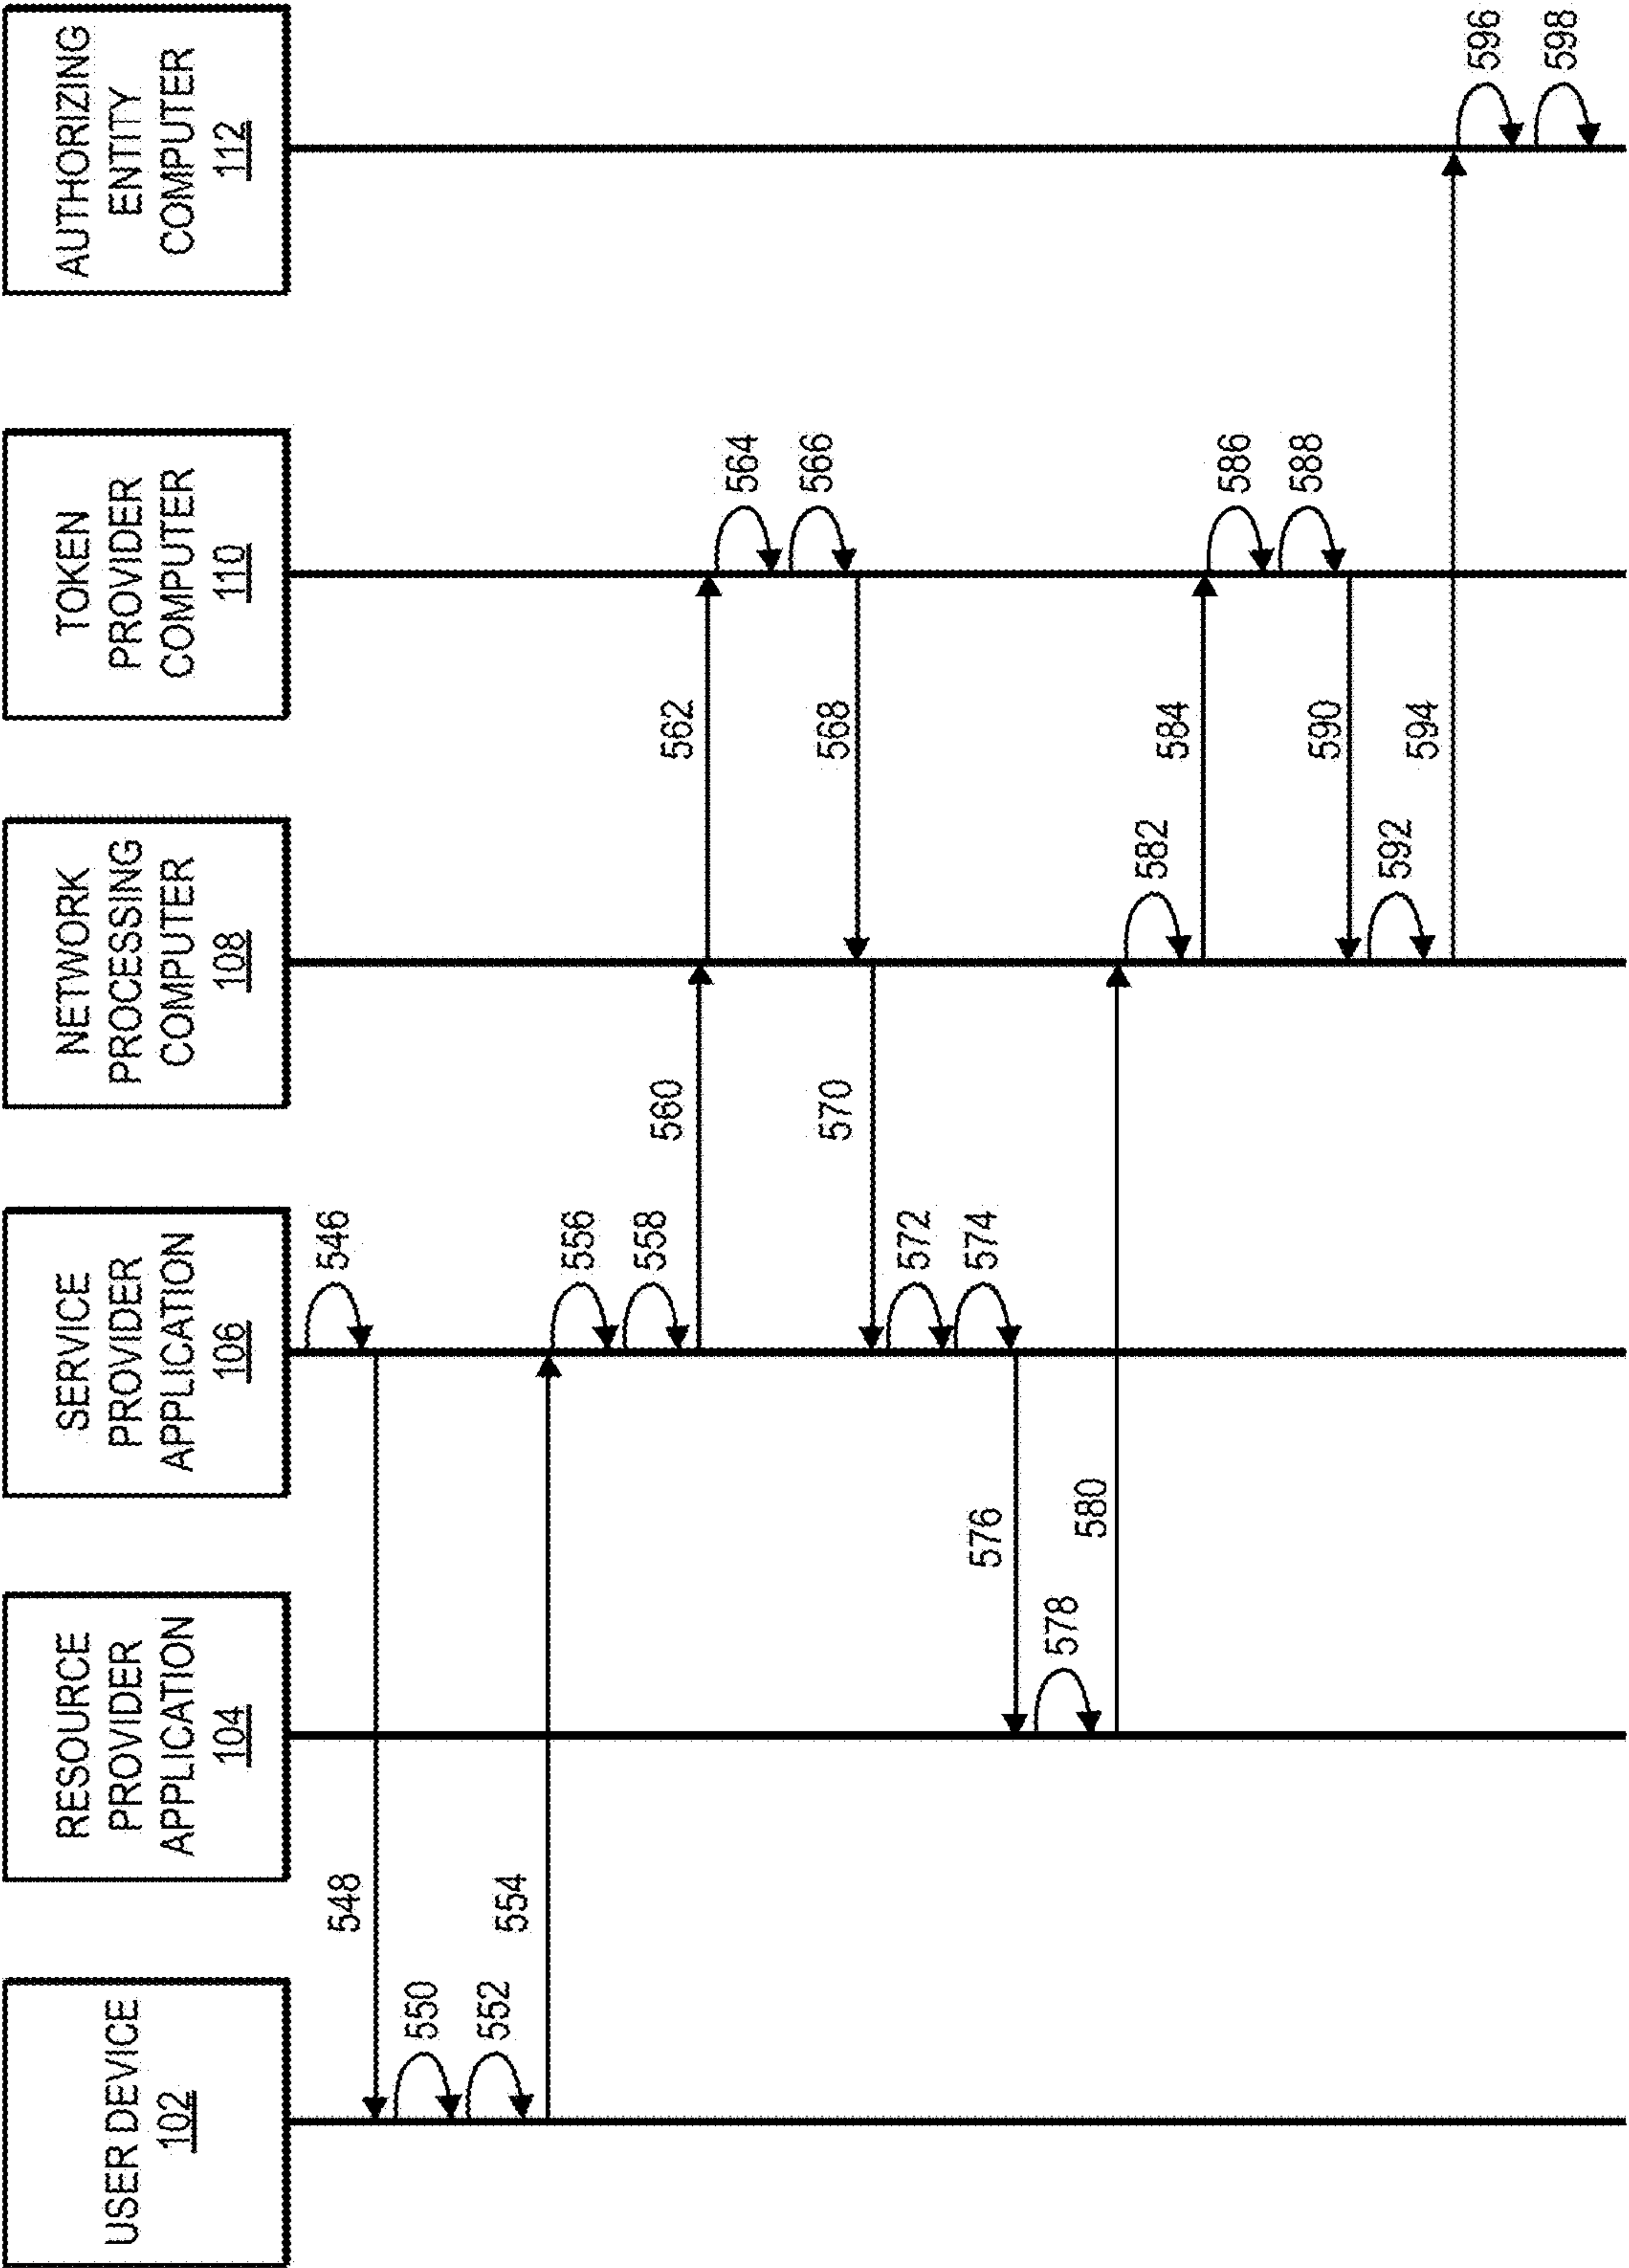 USER DEVICE
102
RESOURCE
PROVIDER
APPLICATION
104
SERVICE
PROVIDER
APPLICATION
106
NETWORK
PROCESSING
COMPUTER
108
TOKEN
PROVIDER
COMPUTER
110
AUTHORIZING
ENTITY
COMPUTER
112
546
548
550
552
554
556
558
560
562
564
566
568
570
572
574
576
578
580
582
584
586
588
590
592
594
596
598